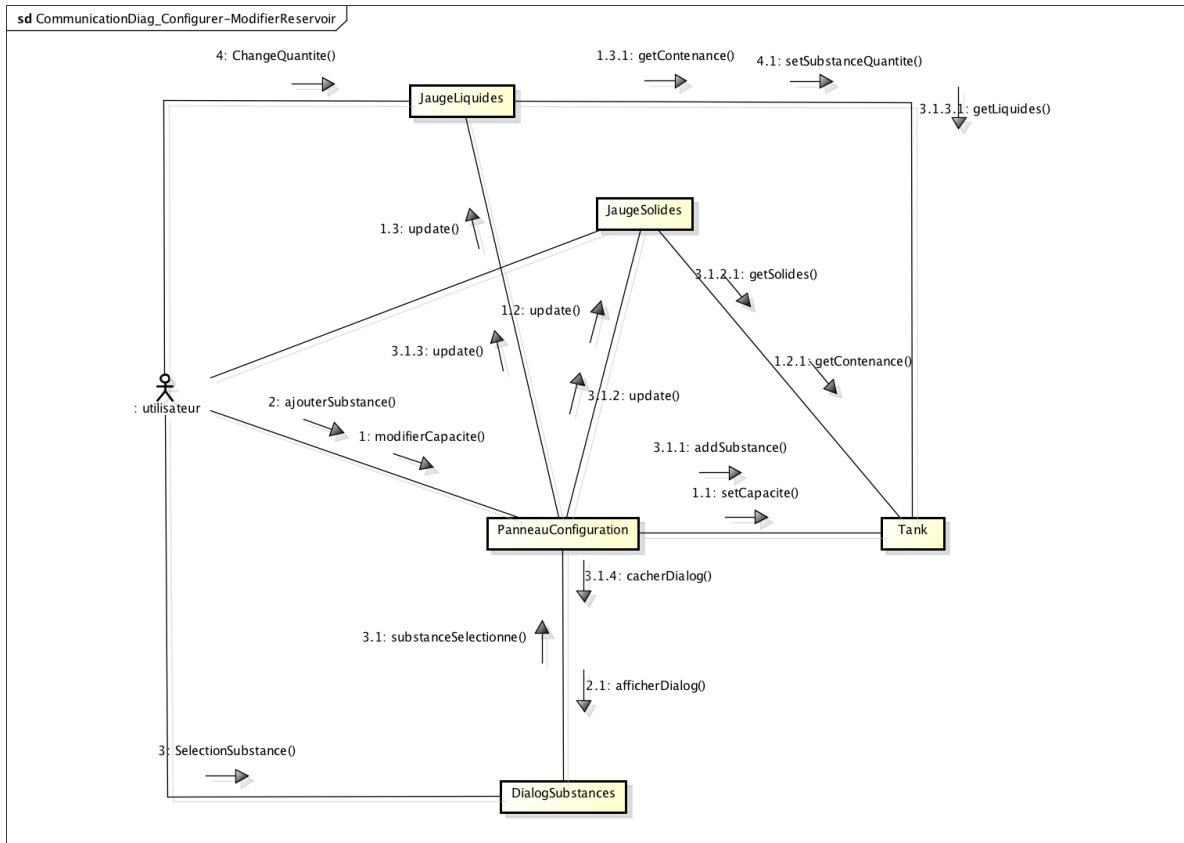 sd CommunicationDiag_Configurer-ModifierReservoir
4: ChangeQuantite()
1.3.1: getContenance()
4.1: setSubstanceQuantite()
JaugeLiquides
3.1.3.1: getLiquides()
JaugeSolides
1.3: update()
3.1.2.1: getSolides()
1.2: update()
3.1.3: update()
1.2.1: getContenance()
3.1.2: update()
: utilisateur
2: ajouterSubstance()
1: modifierCapacite()
3.1.1: addSubstance()
1.1: setCapacite()
PanneauConfiguration
Tank
3.1.4: cacherDialog()
3.1: substanceSelectionne()
2.1: afficherDialog()
3: SelectionSubstance()
DialogSubstances